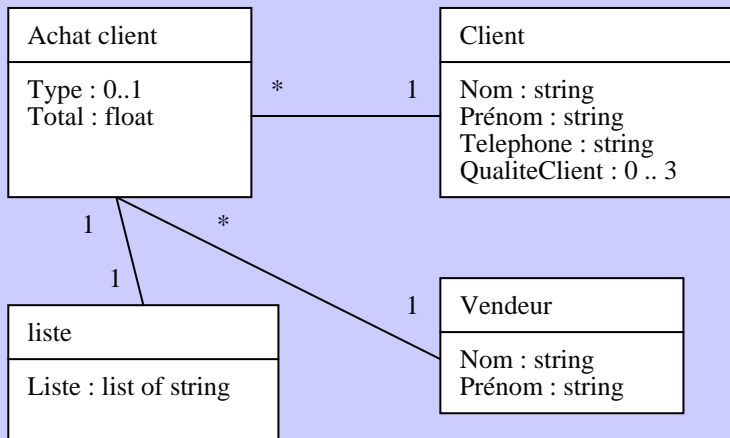 Achat client
Type : 0..1
Total : float
* 1
Client
Nom : string
Prénom : string
Telephone : string
QualiteClient : 0 .. 3
1 *
1 1
liste
Liste : list of string
Vendeur
Nom : string
Prénom : string